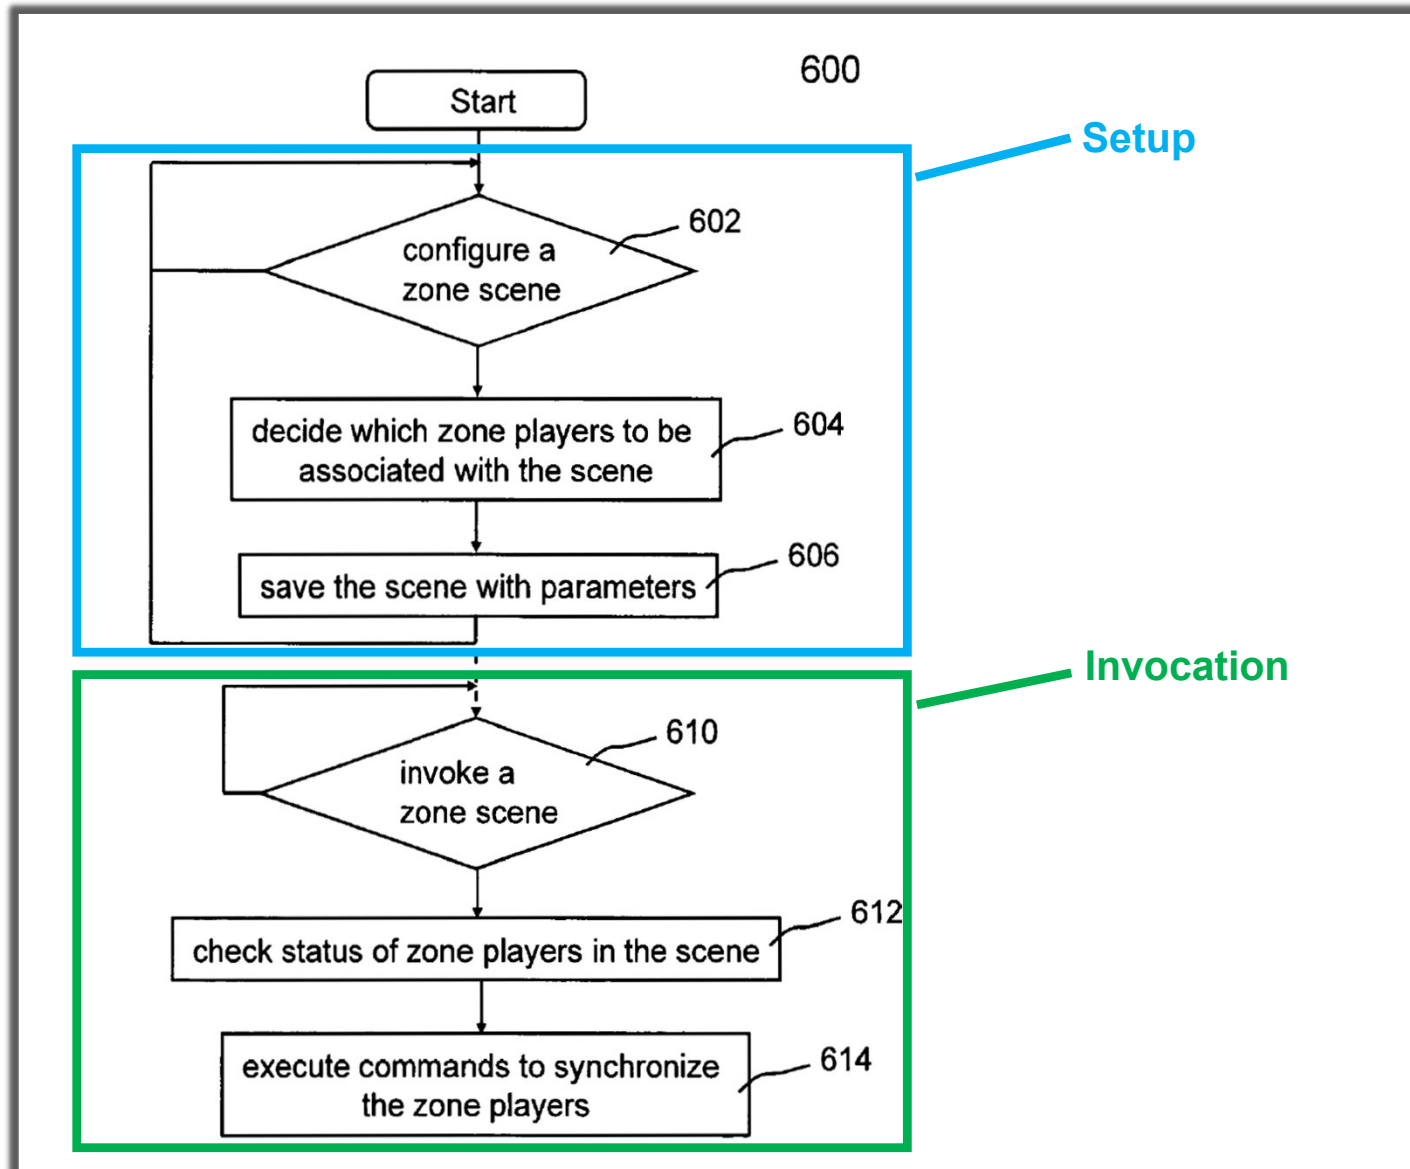 600
Start
Setup
602
configure a
zone scene
604
decide which zone players to be
associated with the scene
606
save the scene with parameters
Invocation
610
invoke a
zone scene
612
check status of zone players in the scene
614
execute commands to synchronize
the zone players